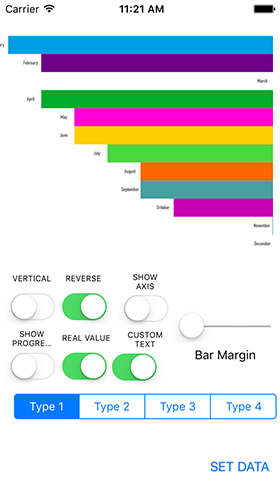 Carrier 11:21 AM
ry
February
March
April
May
June
July
August
September
October
November
December
VERTICAL REVERSE SHOW AXIS
SHOW PROGRE... REAL VALUE CUSTOM TEXT
Bar Margin
Type 1 Type 2 Type 3 Type 4
SET DATA